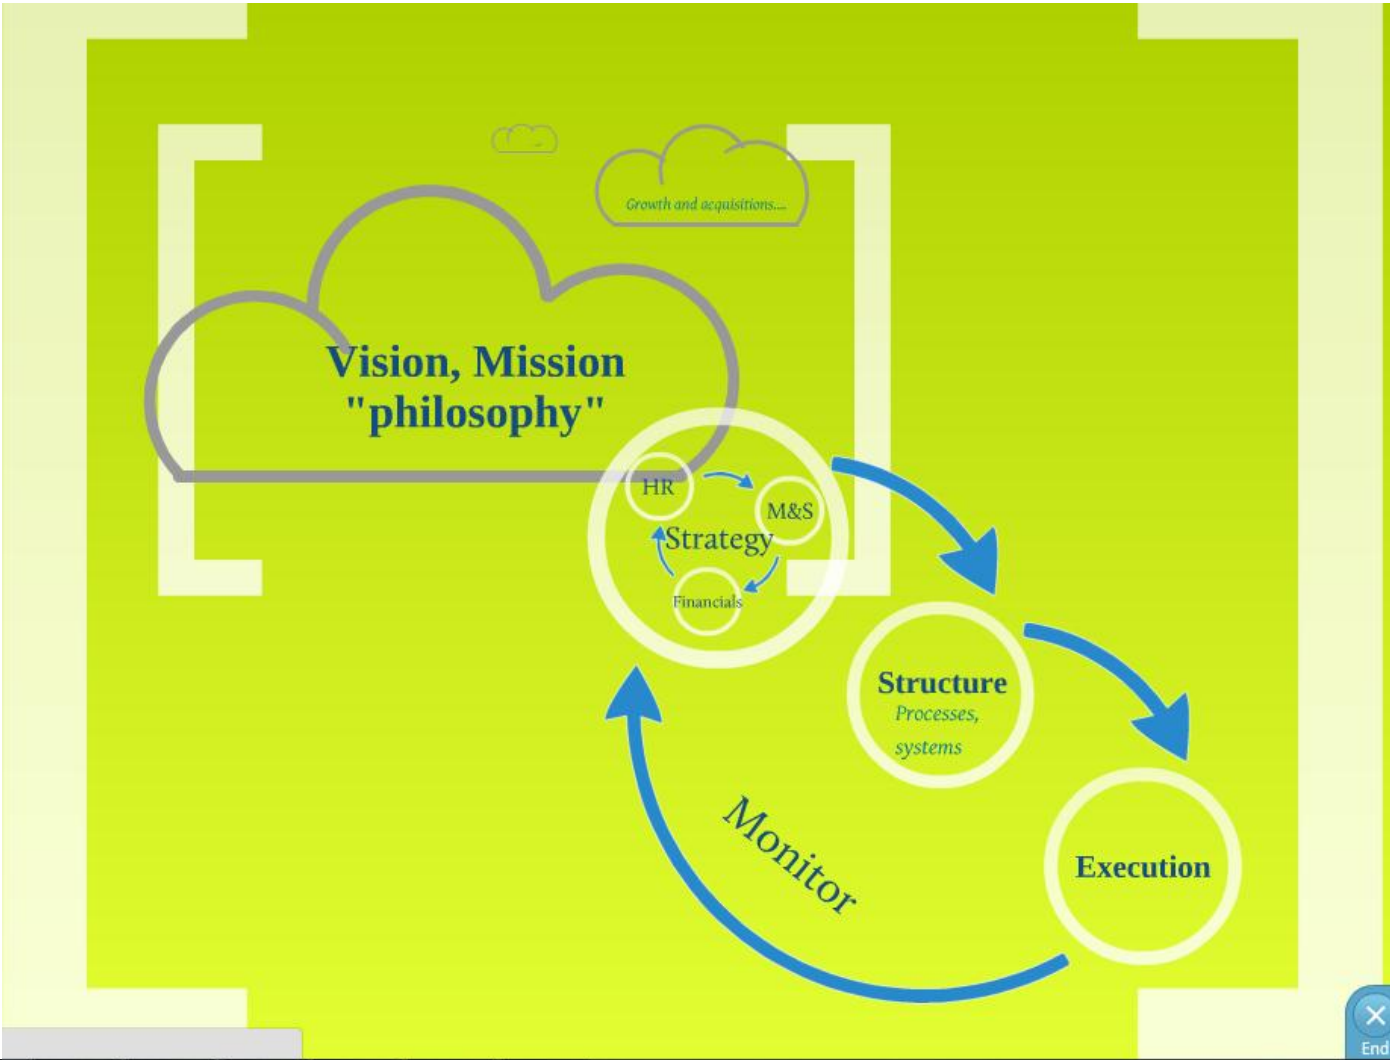 Growth and acquisitions....
Vision, Mission
"philosophy"
HR
M&S
Strategy
Financials
Structure
Processes,
systems
Monitor
Execution
End